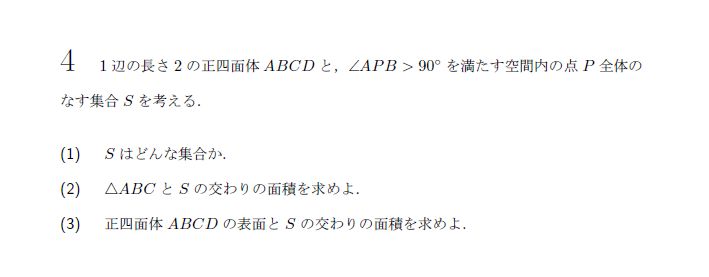 4 1 辺の長さ 2 の正四面体 ABCD と，∠APB > 90° を満たす空間内の点 P 全体の
なす集合 S を考える．
(1) S はどんな集合か．
(2) △ABC と S の交わりの面積を求めよ．
(3) 正四面体 ABCD の表面と S の交わりの面積を求めよ．